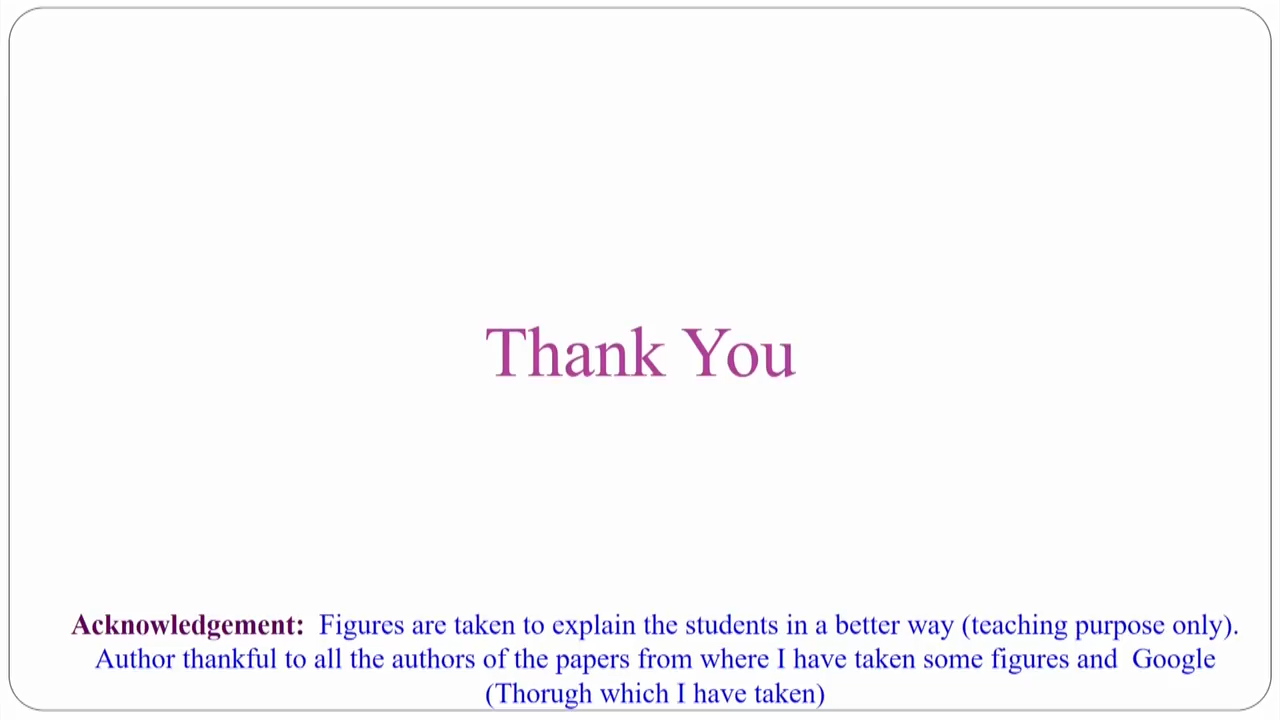 Thank You
Acknowledgement: Figures are taken to explain the students in a better way (teaching purpose only).
Author thankful to all the authors of the papers from where I have taken some figures and Google
(Thorugh which I have taken)